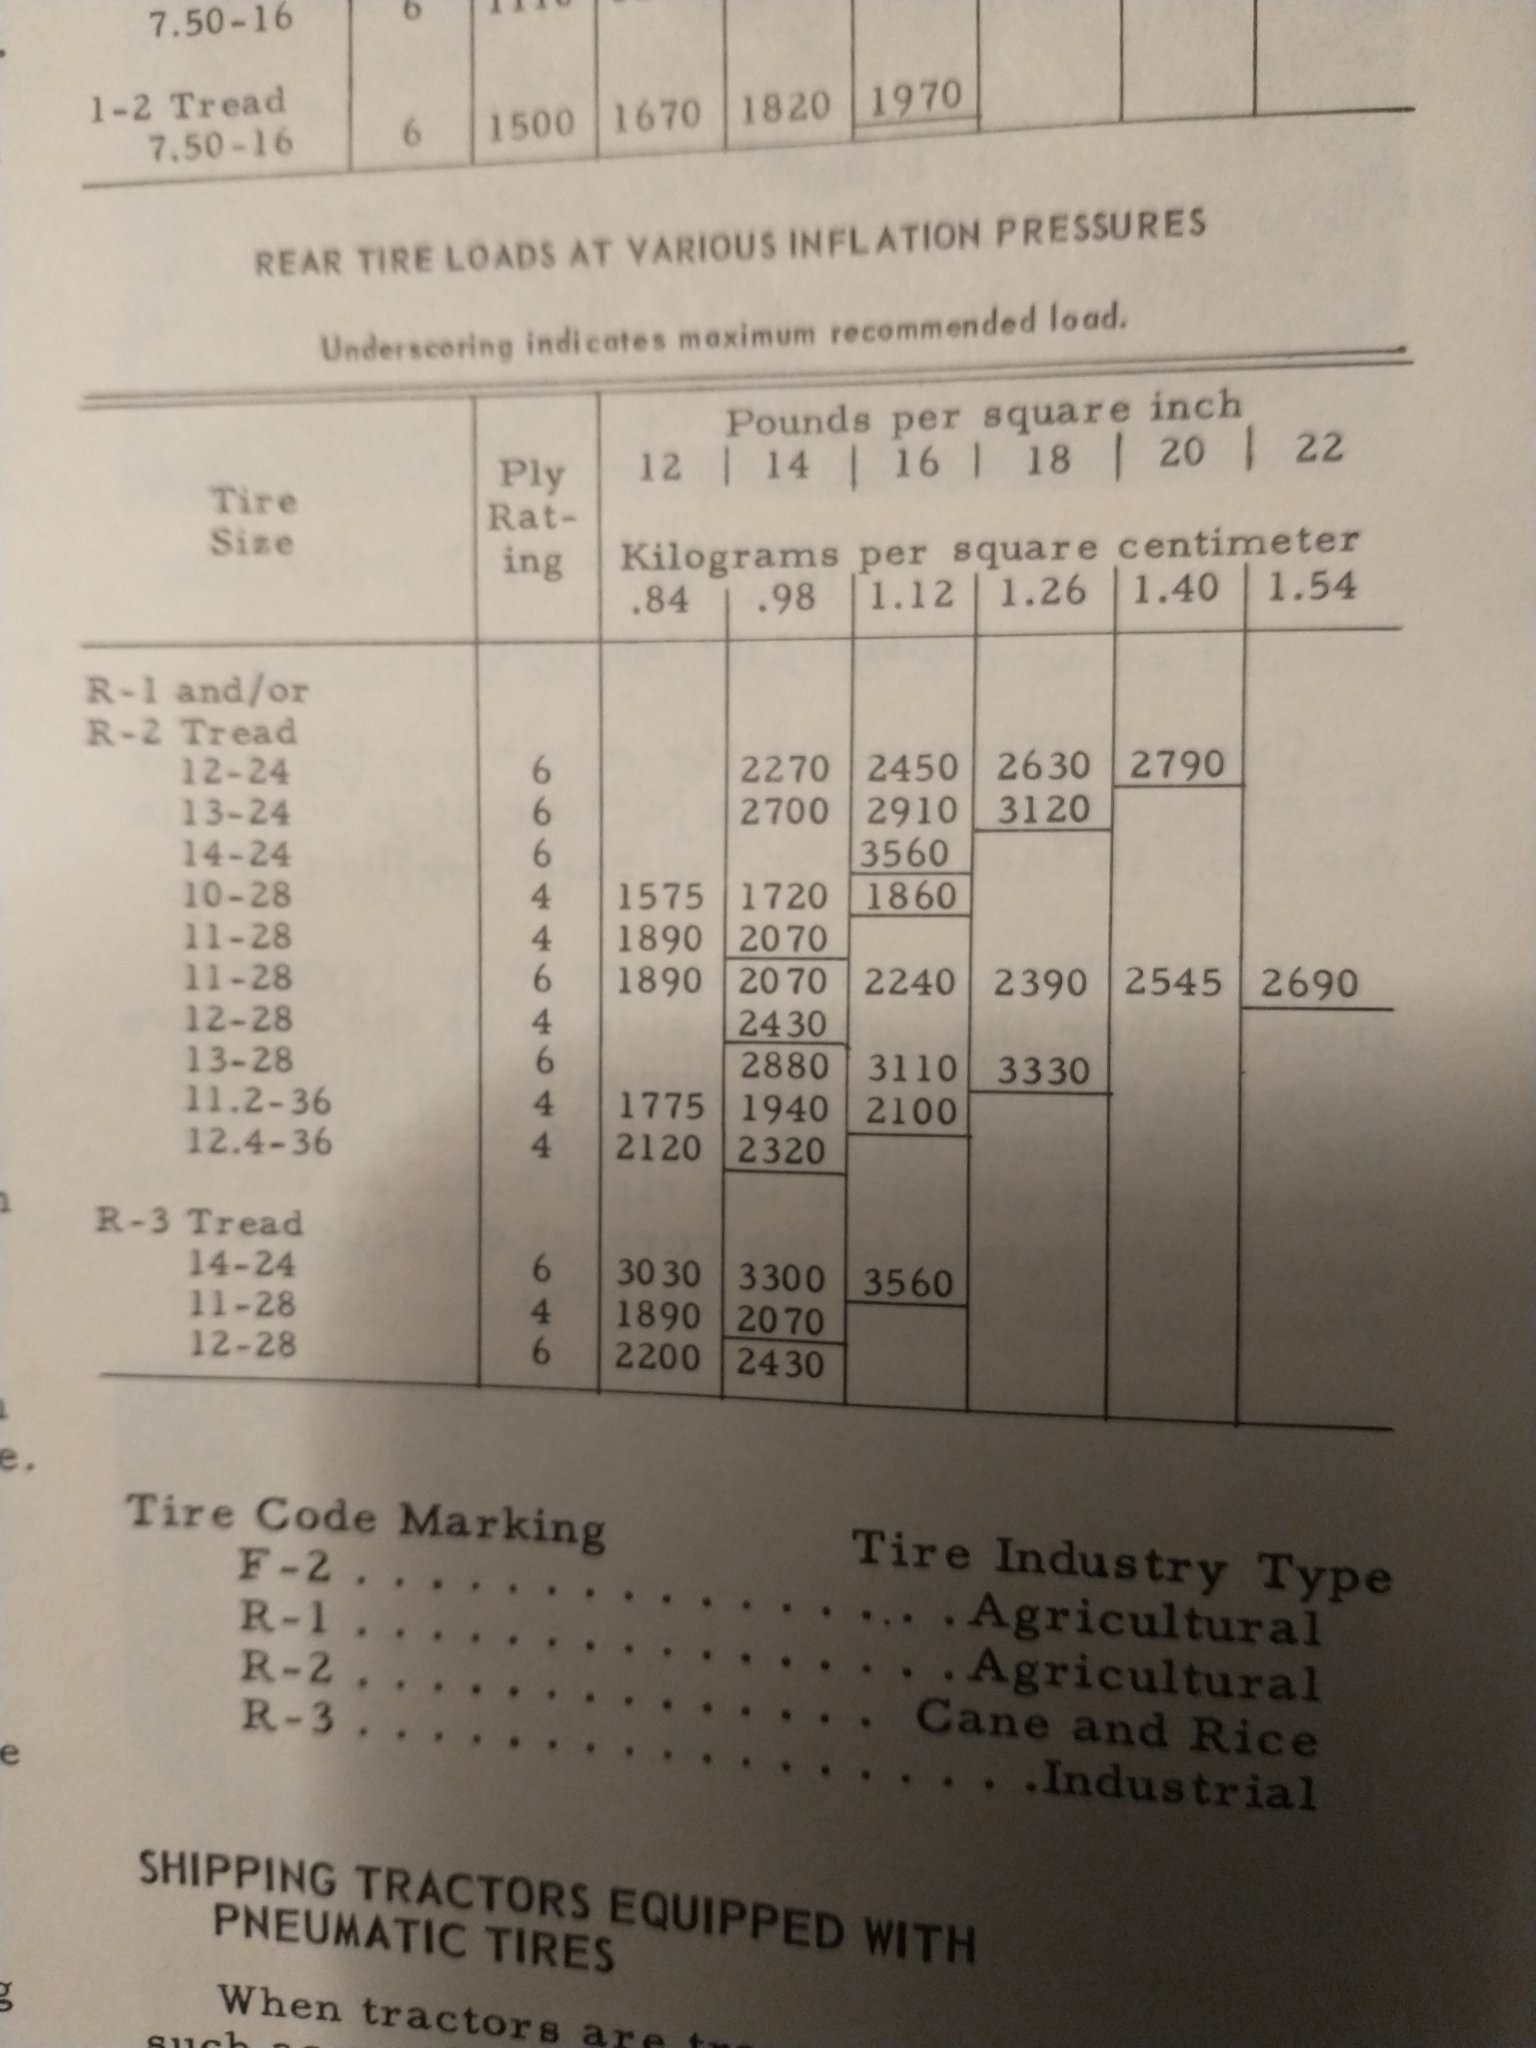 7.50-16 6
1-2 Tread
7.50-16 6 1500 1670 1820 1970
REAR TIRE LOADS AT VARIOUS INFLATION PRESSURES
Underscoring indicates maximum recommended load.
Tire Size Ply Rat-ing Pounds per square inch
12 | 14 | 16 | 18 | 20 | 22
Kilograms per square centimeter
.84 .98 1.12 1.26 1.40 1.54
R-1 and/or
R-2 Tread
12-24 6 2270 2450 2630 2790
13-24 6 2700 2910 3120
14-24 6 3560
10-28 4 1575 1720 1860
11-28 4 1890 2070
11-28 6 1890 2070 2240 2390 2545 2690
12-28 4 2430
13-28 6 2880 3110 3330
11.2-36 4 1775 1940 2100
12.4-36 4 2120 2320
R-3 Tread
14-24 6 3030 3300 3560
11-28 4 1890 2070
12-28 6 2200 2430
Tire Code Marking Tire Industry Type
F-2 . . . . . . . . . . . . . . . . Agricultural
R-1 . . . . . . . . . . . . . . . Agricultural
R-2 . . . . . . . . . . . . . . Cane and Rice
R-3 . . . . . . . . . . . . . . . . Industrial
SHIPPING TRACTORS EQUIPPED WITH
PNEUMATIC TIRES
When tractors are
such